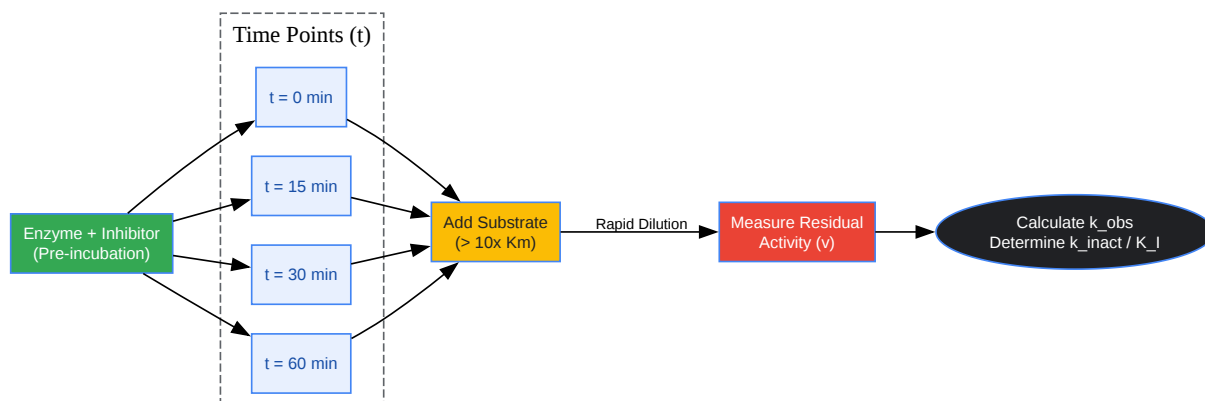 Time Points (t)
t = 0 min
t = 15 min
t = 30 min
t = 60 min
Enzyme + Inhibitor
(Pre-incubation)
Add Substrate
(> 10x Km)
Rapid Dilution
Measure Residual
Activity (v)
Calculate k_obs
Determine k_inact / K_I